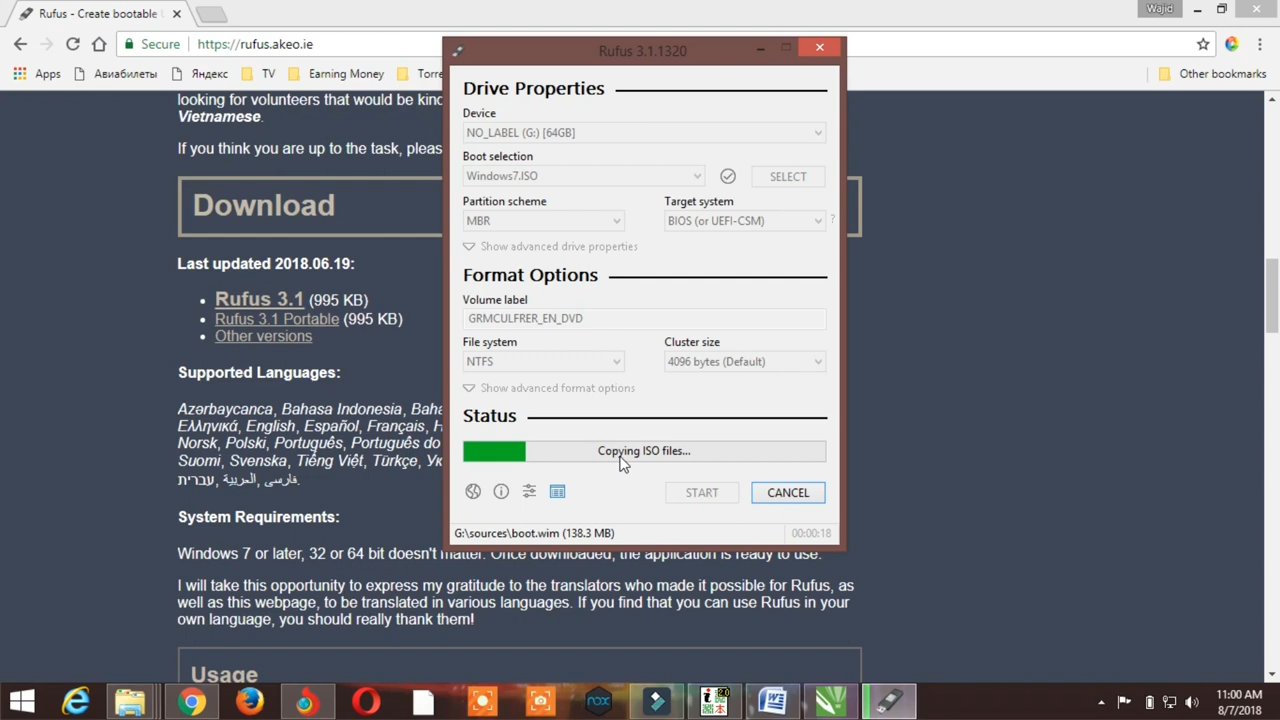 Rufus - Create bootable
Wajid
Secure
https://rufus.akeo.ie
Apps
Авиабилеты
Яндекс
TV
Earning Money
Torre
Other bookmarks
looking for volunteers that would be kind
Vietnamese.
If you think you are up to the task, pleas
Download
Last updated 2018.06.19:
Rufus 3.1 (995 KB)
Rufus 3.1 Portable (995 KB)
Other versions
Supported Languages:
Azərbaycanca, Bahasa Indonesia, Baha
Ελληνικά, English, Español, Français, H
Norsk, Polski, Português, Português do
Suomi, Svenska, Tiếng Việt, Türkçe, Ук
עברית, العربية, فارسی.
System Requirements:
Windows 7 or later, 32 or 64 bit doesn't matter. Once downloaded, the application is ready to use.
I will take this opportunity to express my gratitude to the translators who made it possible for Rufus, as
well as this webpage, to be translated in various languages. If you find that you can use Rufus in your
own language, you should really thank them!
Usage
Rufus 3.1.1320
Drive Properties
Device
NO_LABEL (G:) [64GB]
Boot selection
Windows7.ISO
SELECT
Partition scheme
Target system
MBR
BIOS (or UEFI-CSM)
?
Show advanced drive properties
Format Options
Volume label
GRMCULFRER_EN_DVD
File system
Cluster size
NTFS
4096 bytes (Default)
Show advanced format options
Status
Copying ISO files...
START
CANCEL
G:\sources\boot.wim (138.3 MB)
00:00:18
nox
2.0
11:00 AM
8/7/2018